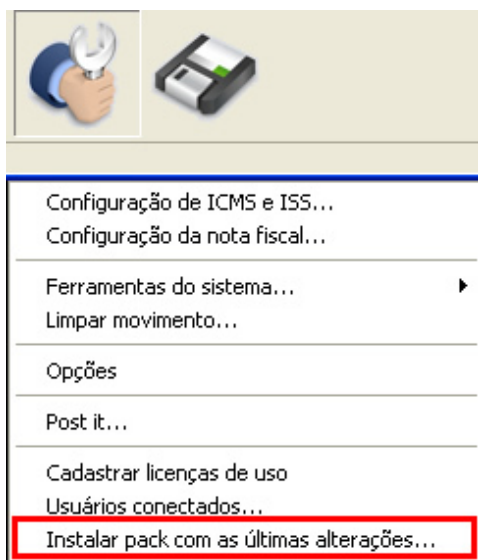 Configuração de ICMS e ISS...
Configuração da nota fiscal...
Ferramentas do sistema...
Limpar movimento...
Opções
Post it...
Cadastrar licenças de uso
Usuários conectados...
Instalar pack com as últimas alterações...